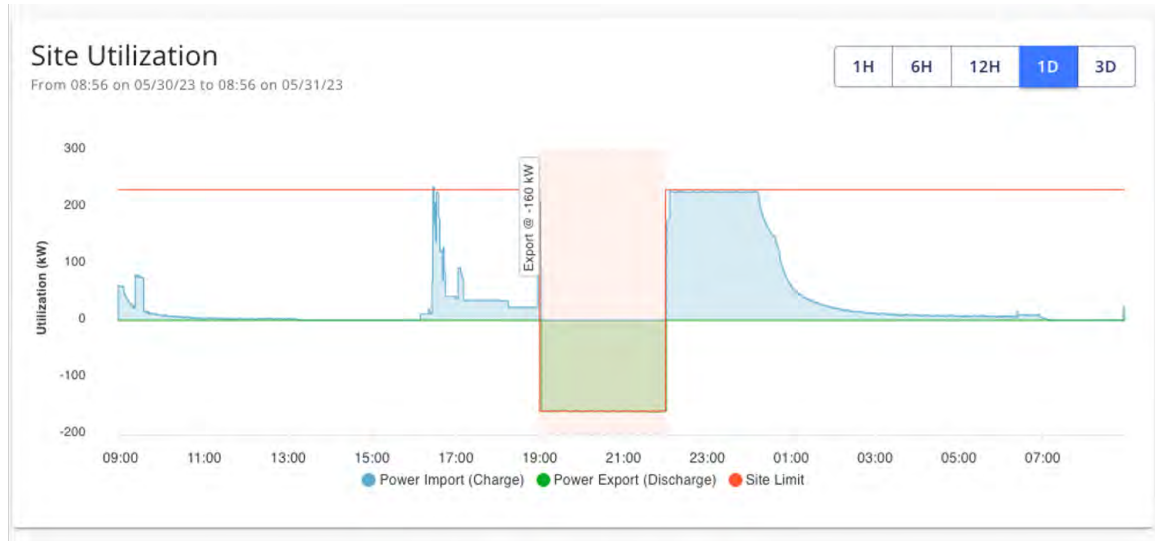 Site Utilization
From 08:56 on 05/30/23 to 08:56 on 05/31/23
1H 6H 12H 1D 3D
300
200
100
0
-100
-200
Utilization (kW)
Export @ -160 kW
09:00 11:00 13:00 15:00 17:00 19:00 21:00 23:00 01:00 03:00 05:00 07:00
Power Import (Charge) Power Export (Discharge) Site Limit